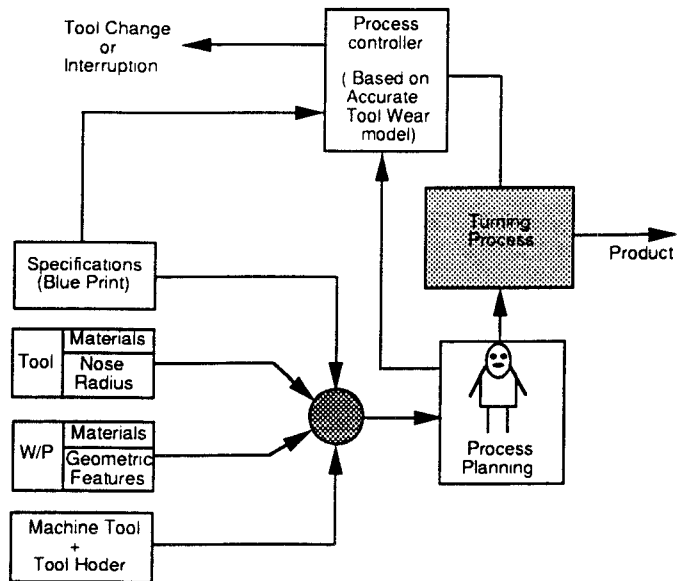 Tool Change
or
Interruption
Process
controller
( Based on
Accurate
Tool Wear
model)
Turning
Process
Product
Specifications
(Blue Print)
Tool
Materials
Nose
Radius
W/P
Materials
Geometric
Features
Machine Tool
+
Tool Hoder
Process
Planning